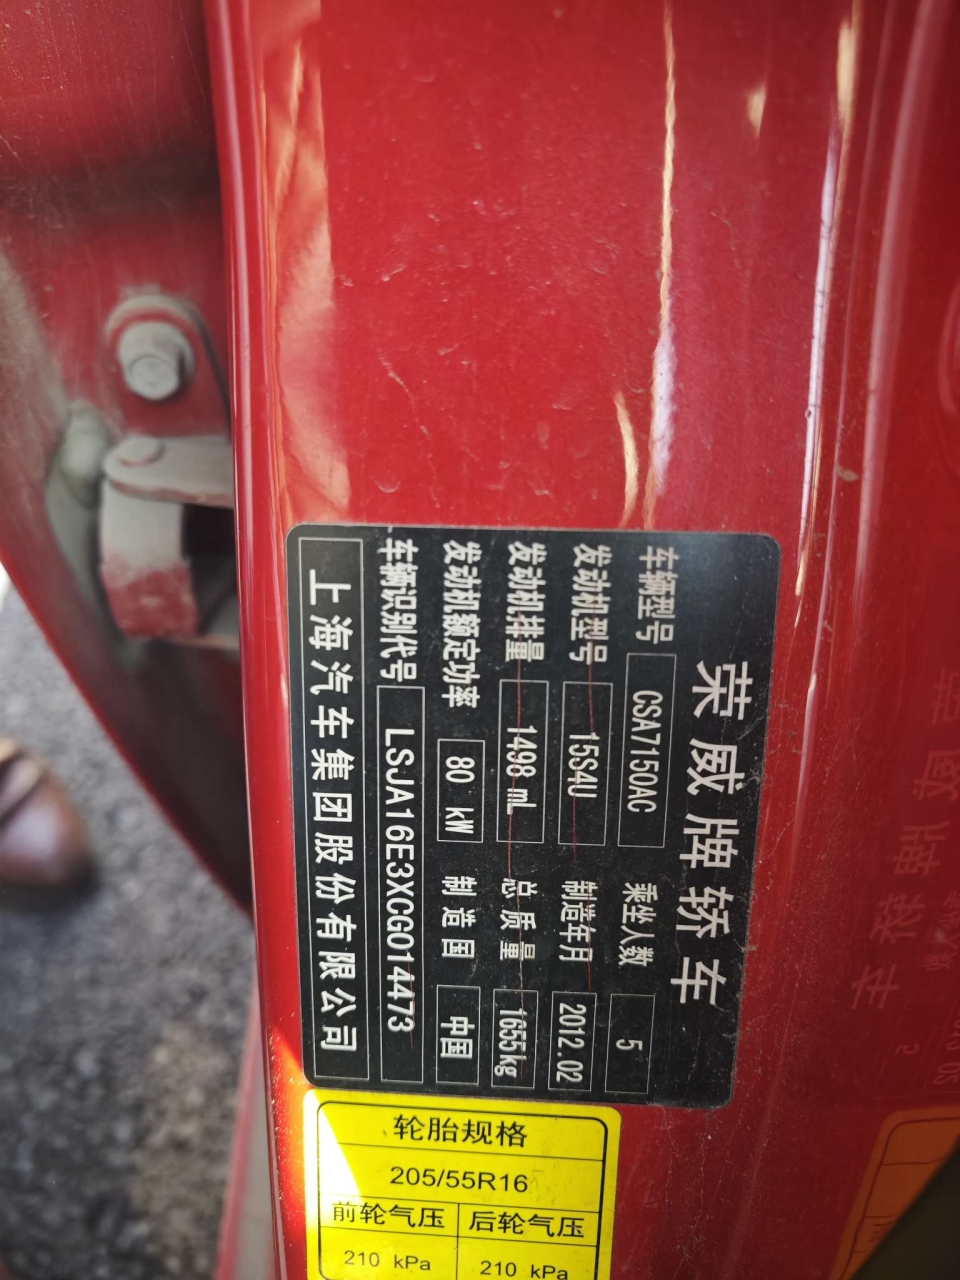 荣威牌轿车
车辆型号 CSA7150AC 乘坐人数 5
发动机型号 15S4U 制造年月 2012.02
发动机排量 1498 mL 总质量 1655kg
发动机额定功率 80 kW 制造国 中国
车辆识别代号 LSJA16E3XCG014473
上海汽车集团股份有限公司
轮胎规格
205/55R16
前轮气压 后轮气压
210 kPa 210 kPa